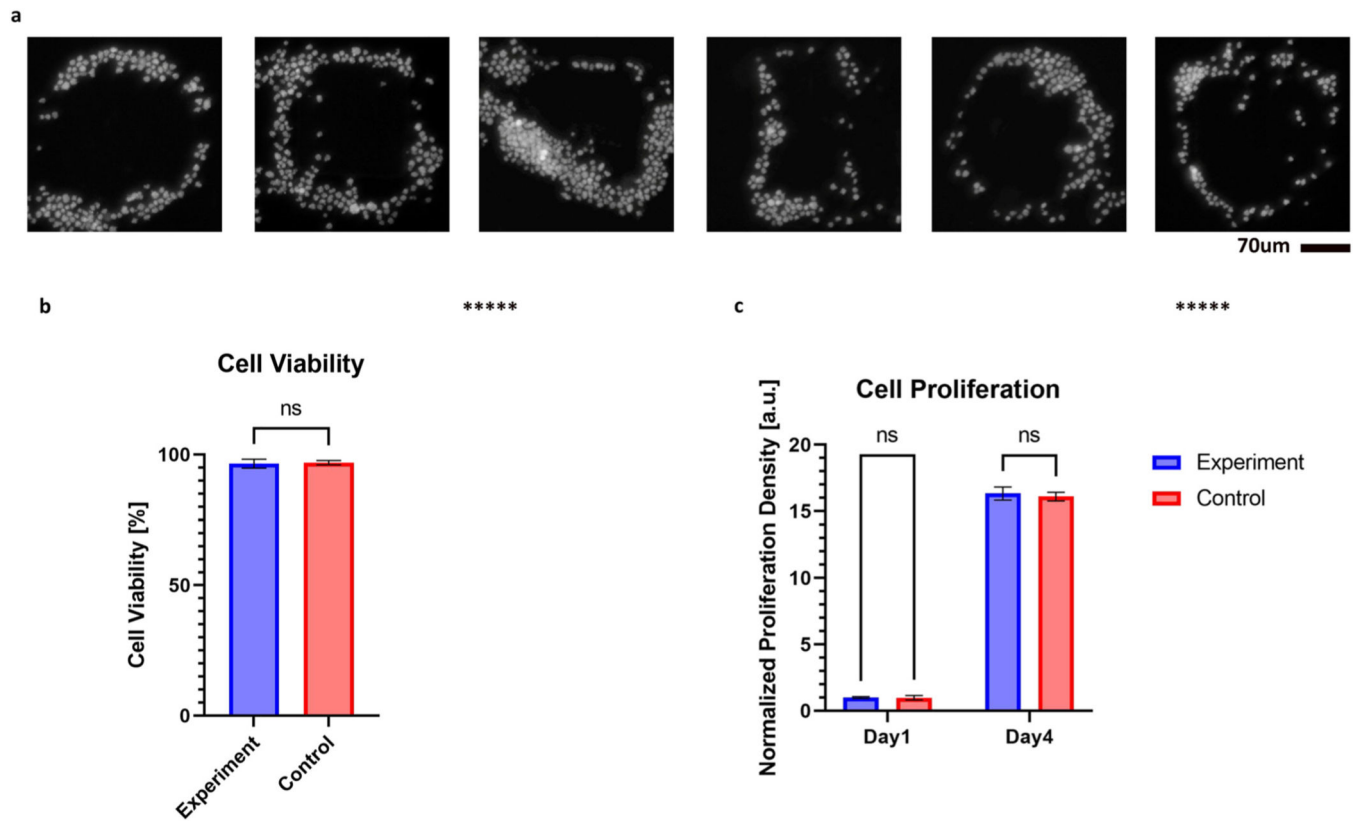 a
70um
b
*****
c
*****
Cell Viability
ns
Cell Viability [%]
100
50
0
Experiment
Control
Cell Proliferation
Normalized Proliferation Density [a.u.]
ns
ns
20
15
10
5
0
Day1
Day4
Experiment
Control